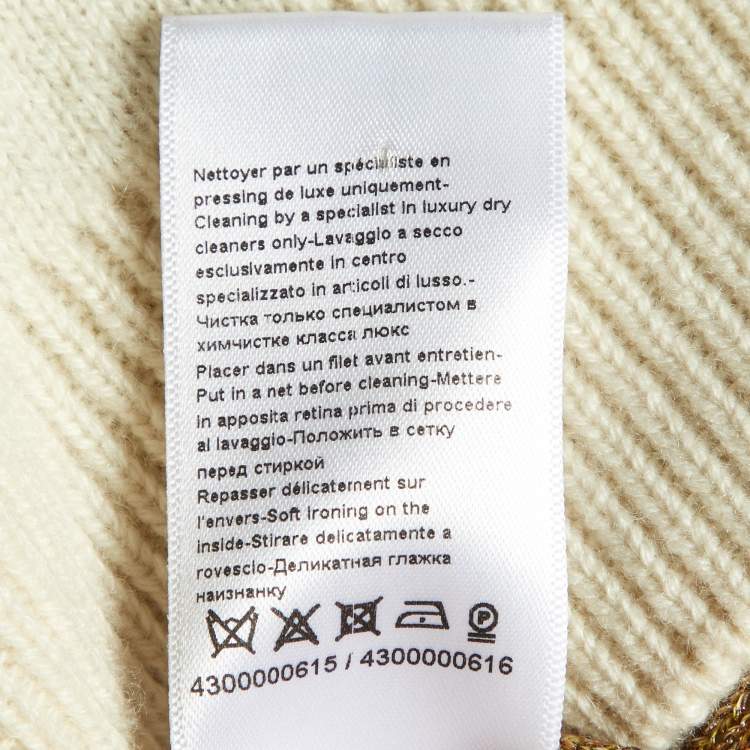 Nettoyer par un spécialiste en
pressing de luxe uniquement-
Cleaning by a specialist in luxury dry
cleaners only-Lavaggio a secco
esclusivamente in centro
specializzato in articoli di lusso.-
Чистка только специалистом в
химчистке класса люкс
Placer dans un filet avant entretien-
Put in a net before cleaning-Mettere
in apposita retina prima di procedere
al lavaggio-Положить в сетку
перед стиркой
Repasser délicatement sur
l'envers-Soft Ironing on the
inside-Stirare delicatamente a
rovescio-Деликатная глажка
наизнанку
P
4300000615 / 4300000616